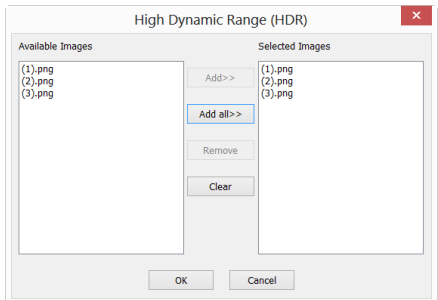 High Dynamic Range (HDR)
Available Images
Selected Images
(1).png
(2).png
(3).png
Add>>
Add all>>
Remove
Clear
(1).png
(2).png
(3).png
OK
Cancel